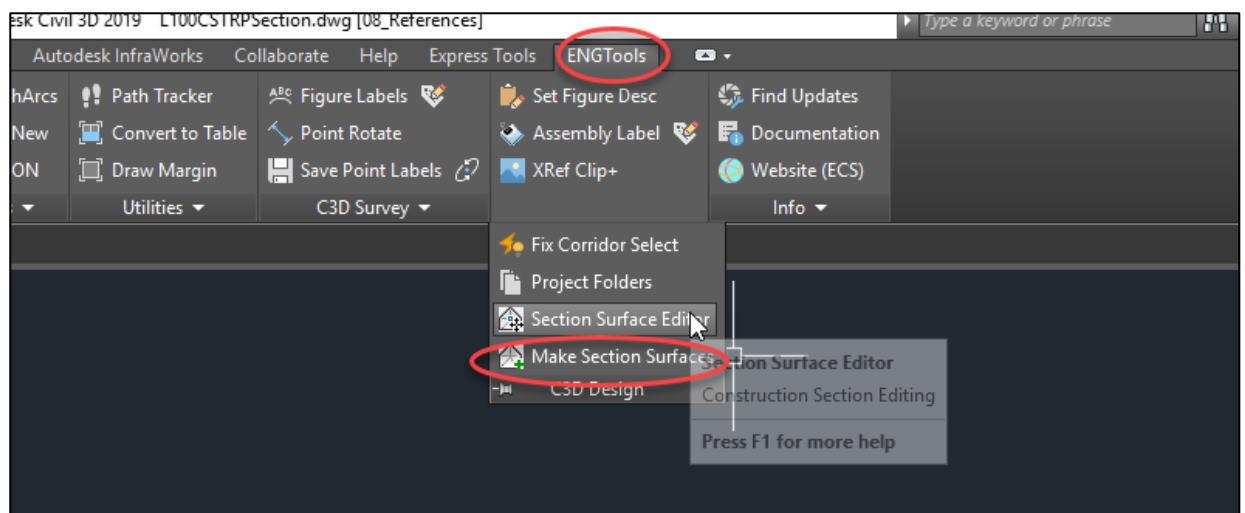 esk Civil 3D 2019 L100CSTRPSection.dwg [08_References] Type a keyword or phrase
Autodesk InfraWorks Collaborate Help Express Tools ENGTools
hArcs Path Tracker ABC Figure Labels Set Figure Desc Find Updates
New Convert to Table Point Rotate Assembly Label Documentation
ON Draw Margin Save Point Labels XRef Clip+ Website (ECS)
Utilities C3D Survey Info
Fix Corridor Select
Project Folders
Section Surface Editor
Make Section Surfaces
C3D Design
Section Surface Editor
Construction Section Editing
Press F1 for more help